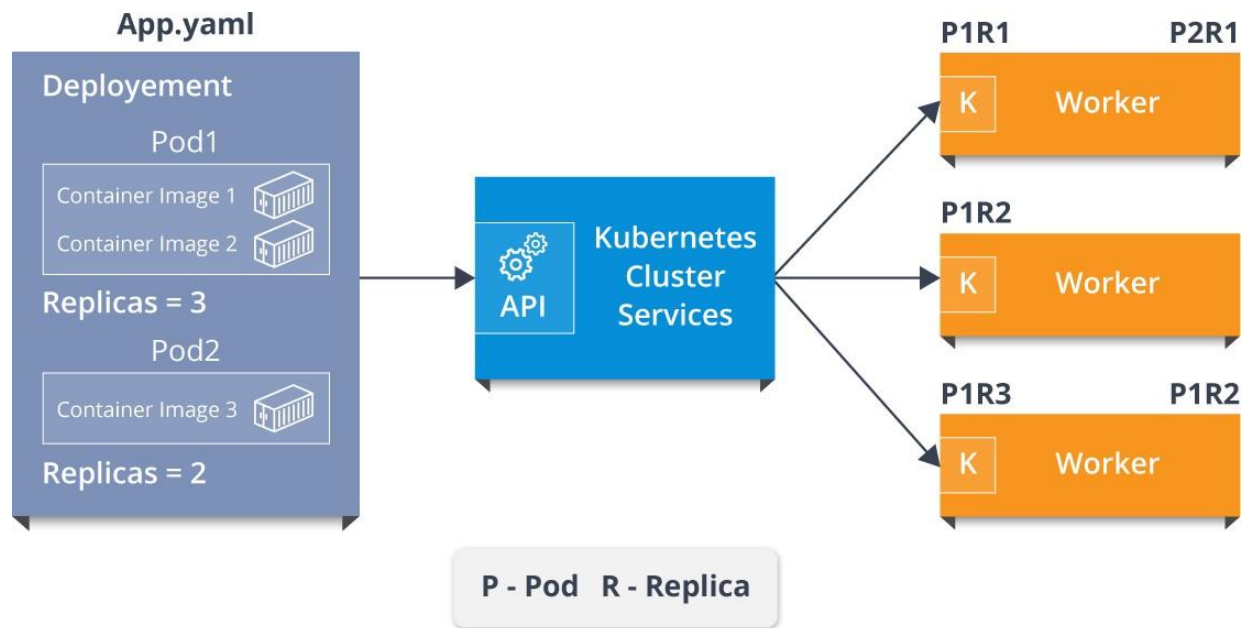 App.yaml
Deployement
Pod1
Container Image 1
Container Image 2
Replicas = 3
Pod2
Container Image 3
Replicas = 2
API
Kubernetes
Cluster
Services
P1R1 P2R1
K Worker
P1R2
K Worker
P1R3 P1R2
K Worker
P - Pod R - Replica